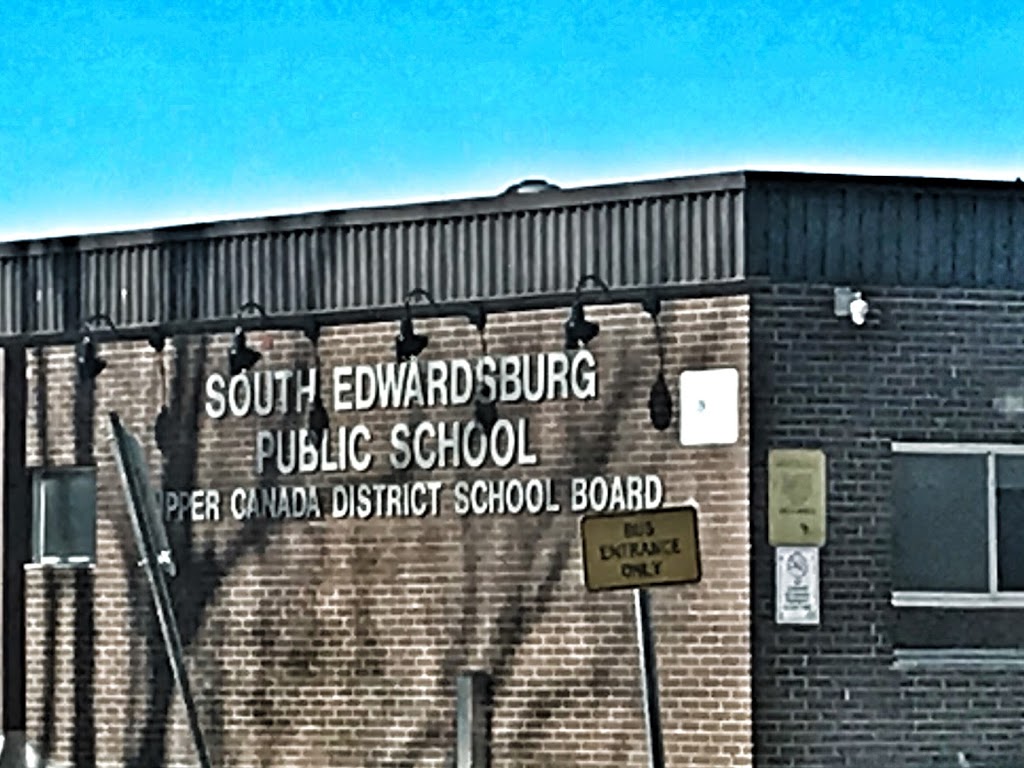 SOUTH EDWARDSBURG
PUBLIC SCHOOL
PPER CANADA DISTRICT SCHOOL BOARD
BUS
ENTRANCE
ONLY